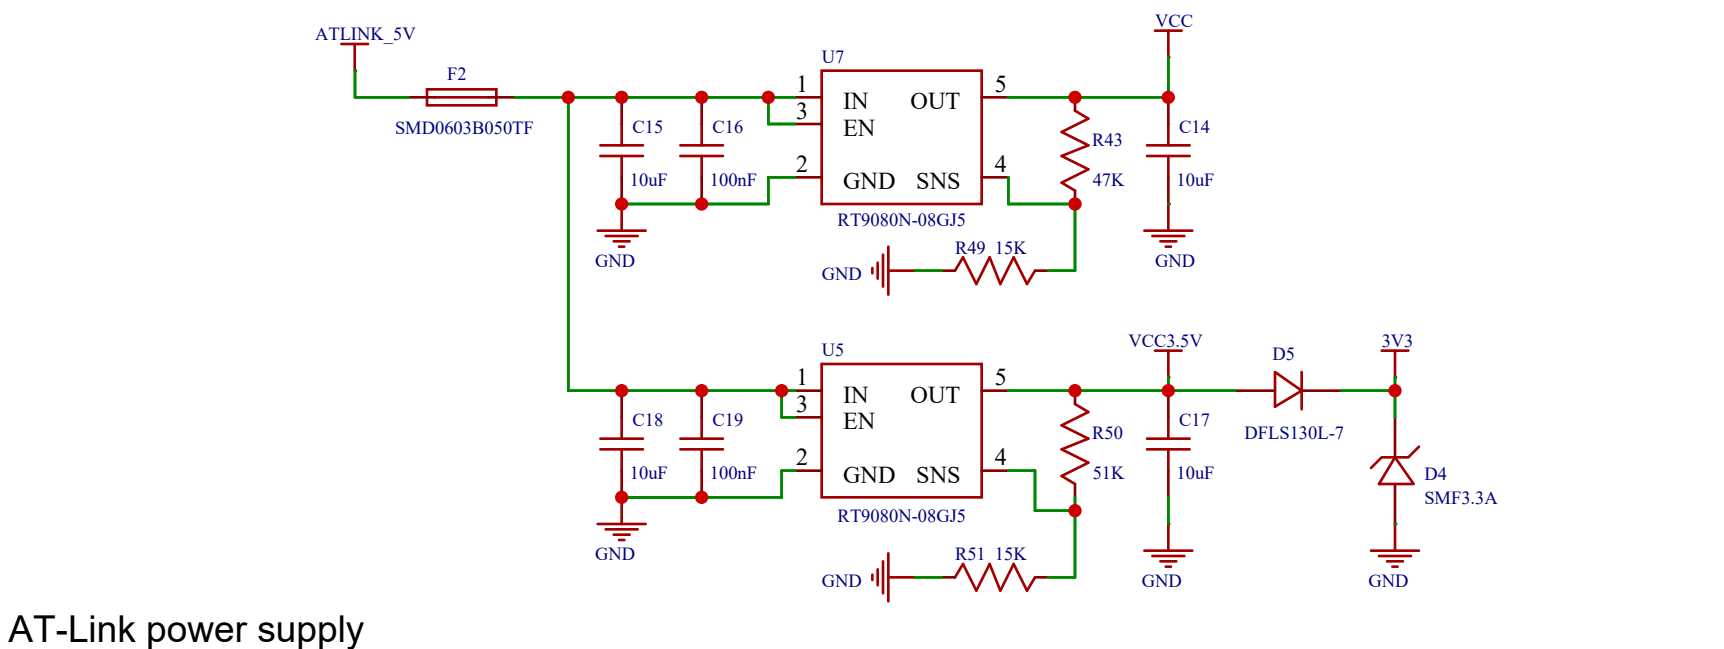 ATLINK_5V
F2
SMD0603B050TF
C15
10uF
C16
100nF
GND
U7
1
3
2
IN
EN
GND
OUT
SNS
5
4
RT9080N-08GJ5
R43
47K
R49 15K
GND
VCC
C14
10uF
GND
C18
10uF
C19
100nF
GND
U5
1
3
2
IN
EN
GND
OUT
SNS
5
4
RT9080N-08GJ5
R50
51K
R51 15K
GND
VCC3.5V
C17
10uF
GND
D5
DFLS130L-7
3V3
D4
SMF3.3A
GND
AT-Link power supply